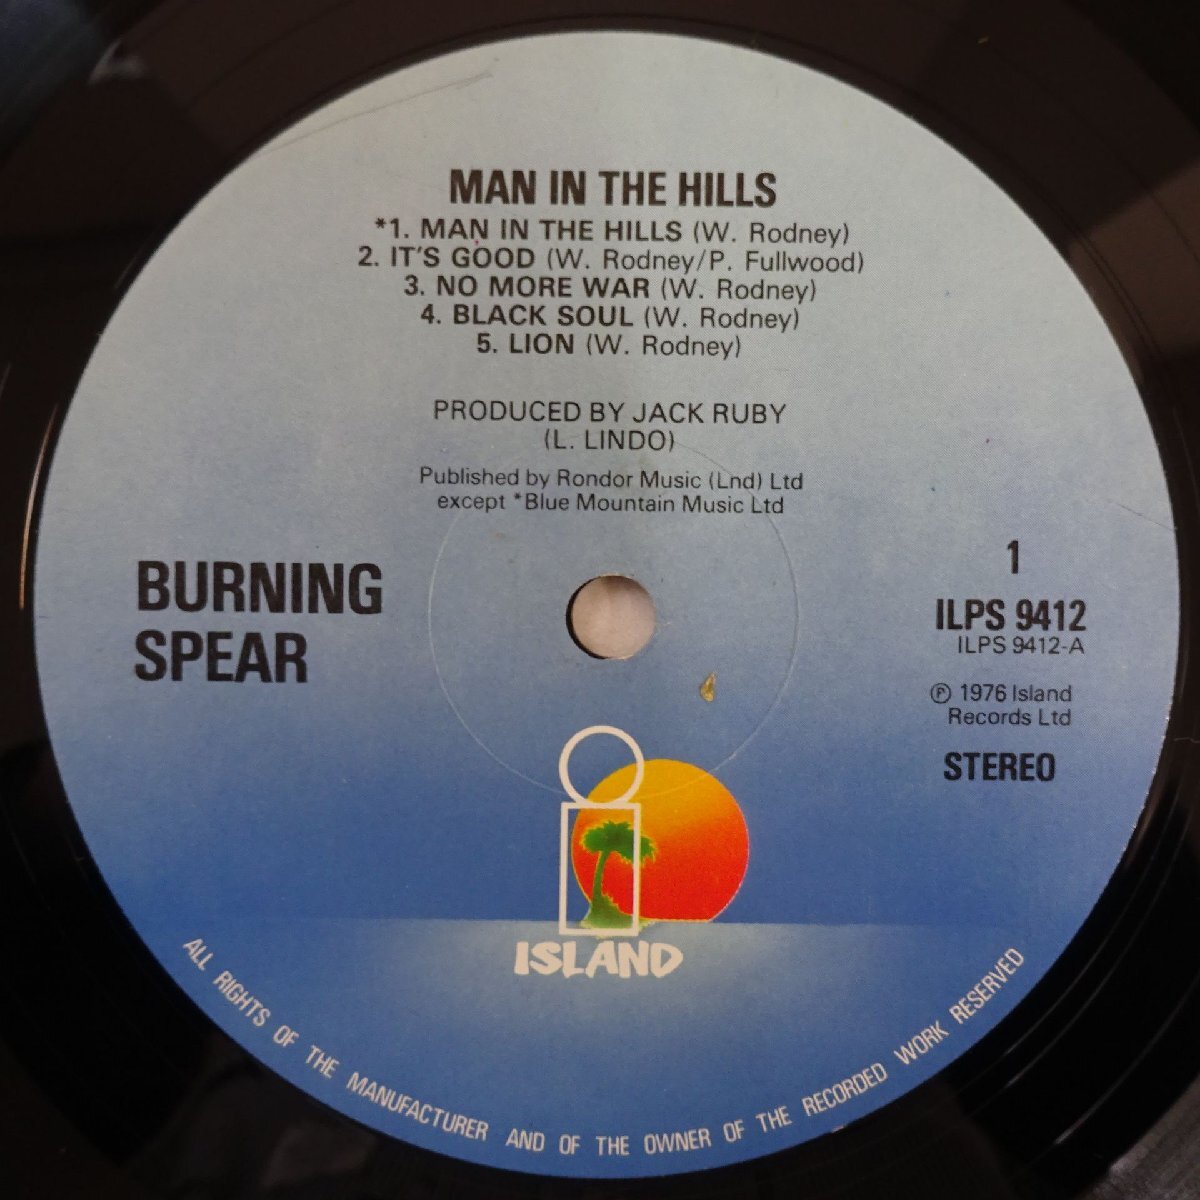 MAN IN THE HILLS
*1. MAN IN THE HILLS (W. Rodney)
2. IT'S GOOD (W. Rodney/P. Fullwood)
3. NO MORE WAR (W. Rodney)
4. BLACK SOUL (W. Rodney)
5. LION (W. Rodney)
PRODUCED BY JACK RUBY
(L. LINDO)
Published by Rondor Music (Lnd) Ltd
except *Blue Mountain Music Ltd
BURNING
SPEAR
1
ILPS 9412
ILPS 9412-A
Ⓟ 1976 Island
Records Ltd
STEREO
ISLAND
ALL RIGHTS OF THE MANUFACTURER AND OF THE OWNER OF THE RECORDED WORK RESERVED